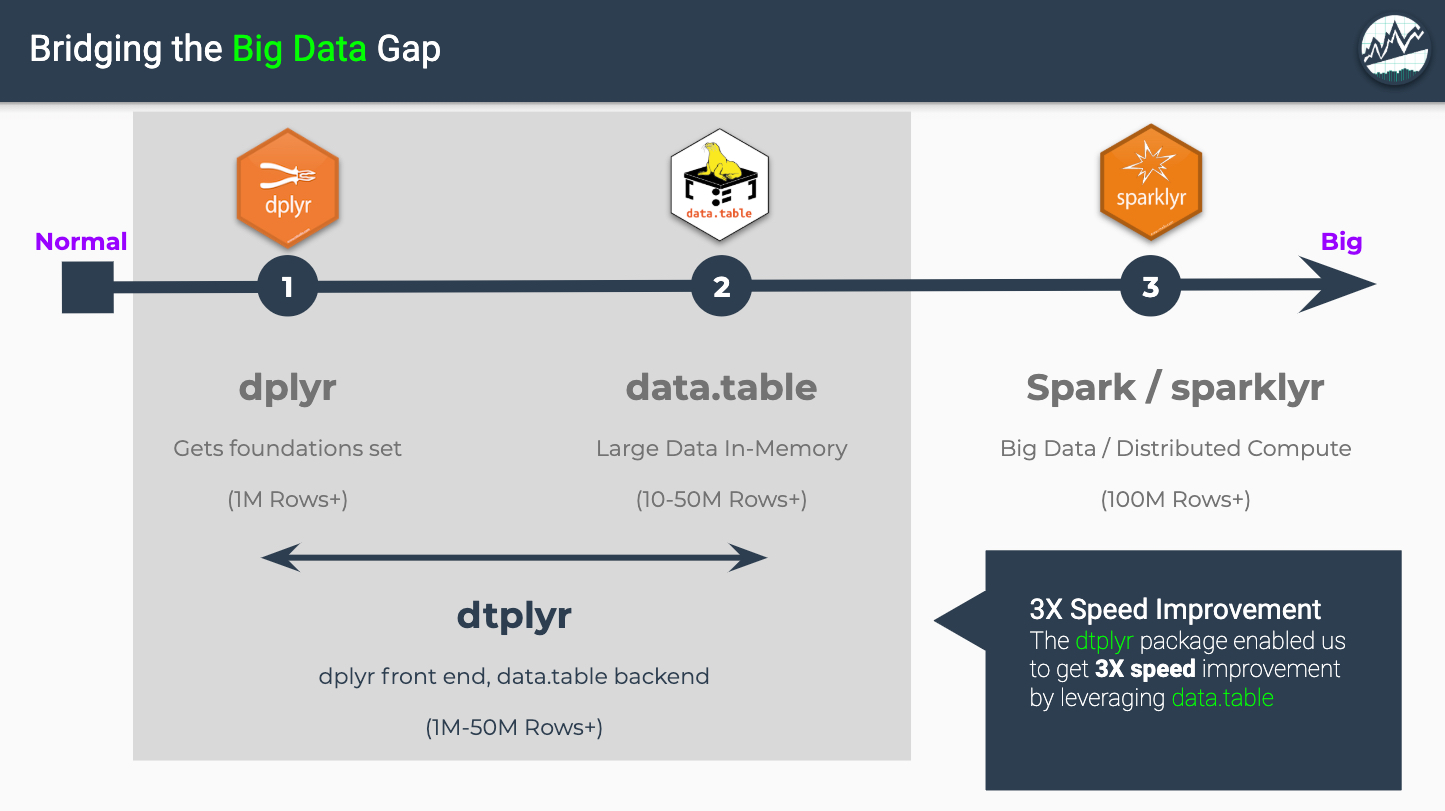 Bridging the Big Data Gap
dplyr
data.table
sparklyr
Normal
Big
1
2
3
dplyr
data.table
Spark / sparklyr
Gets foundations set
Large Data In-Memory
Big Data / Distributed Compute
(1M Rows+)
(10-50M Rows+)
(100M Rows+)
dtplyr
dplyr front end, data.table backend
(1M-50M Rows+)
3X Speed Improvement
The dtplyr package enabled us
to get 3X speed improvement
by leveraging data.table